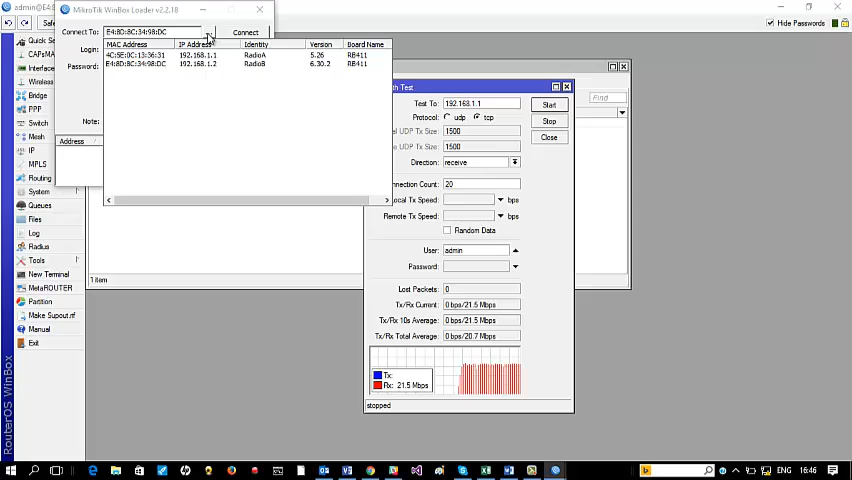 MikroTik WinBox Loader v2.2.18
Connect To: E4:8D:8C:34:98:DC
Connect
Hide Passwords
MAC Address IP Address Identity Version Board Name
4C:5E:0C:13:36:31 192.168.1.1 RadioA 5.26 RB411
E4:8D:8C:34:98:DC 192.168.1.2 RadioB 6.30.2 RB411
Login:
Password:
Note:
Address
Quick Se
CAPsMA
Interface
Wireless
Bridge
PPP
Switch
Mesh
IP
MPLS
Routing
System
Queues
Files
Log
Radius
Tools
New Terminal
MetaROUTER
Partition
Make Supout.rif
Manual
Exit
RouterOS WinBox
Find
1 item
th Test
Test To: 192.168.1.1
Start
Protocol: udp tcp
Stop
el UDP Tx Size: 1500
Close
te UDP Tx Size: 1500
Direction: receive
nnection Count: 20
Local Tx Speed: bps
Remote Tx Speed: bps
Random Data
User: admin
Password:
Lost Packets: 0
Tx/Rx Current: 0 bps/21.5 Mbps
Tx/Rx 10s Average: 0 bps/21.5 Mbps
Tx/Rx Total Average: 0 bps/20.7 Mbps
Tx:
Rx: 21.5 Mbps
stopped
ENG 16:46